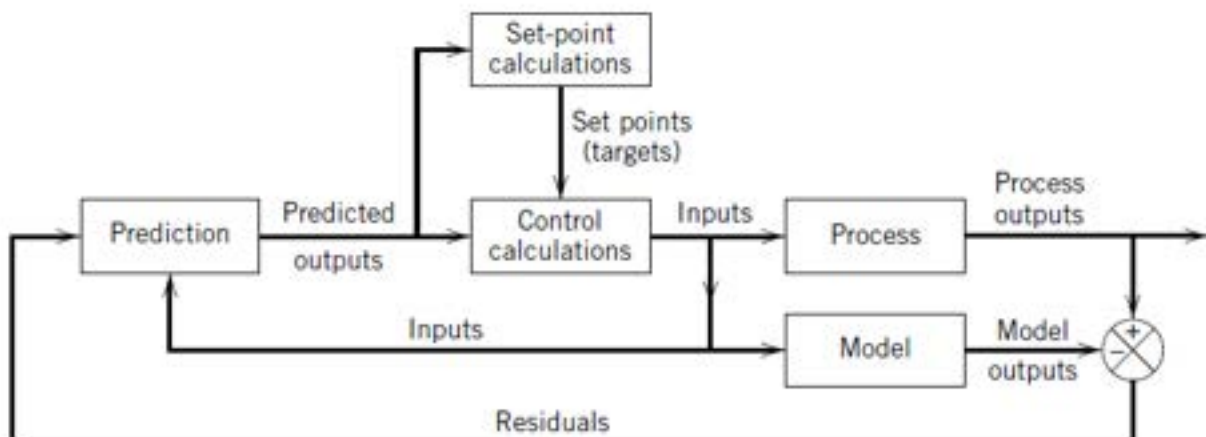 Set-point
calculations
Set points
(targets)
Prediction
Predicted
outputs
Control
calculations
Inputs
Process
Process
outputs
Inputs
Model
Model
outputs
+
−
Residuals